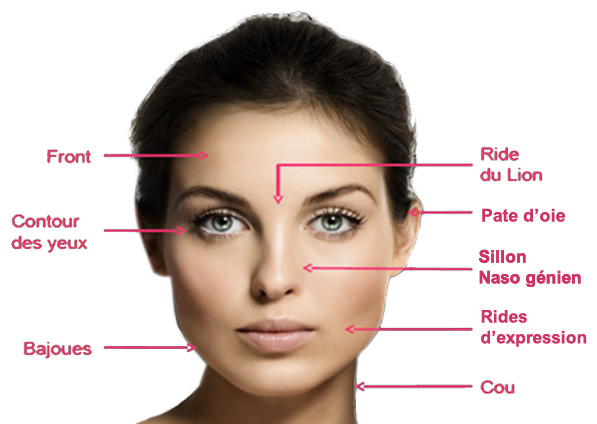 Front
Contour
des yeux
Bajoues
Ride
du Lion
Pate d'oie
Sillon
Naso génien
Rides
d'expression
Cou